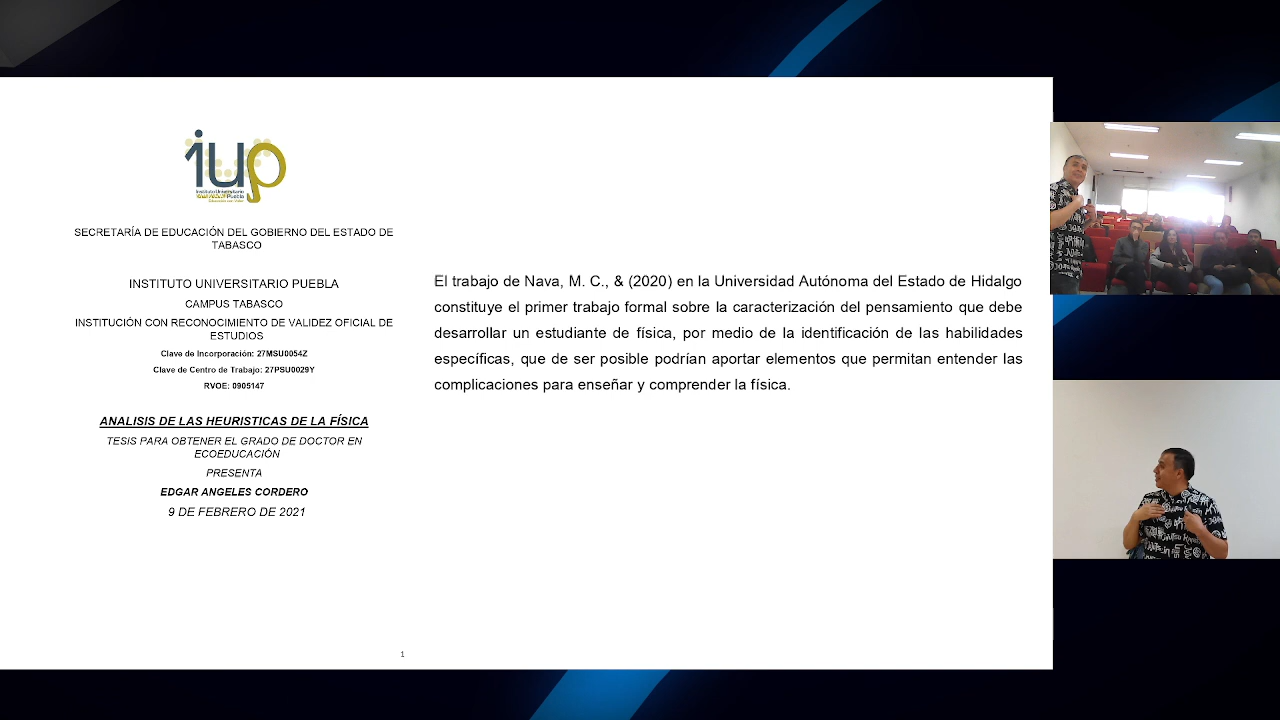 iup
Instituto Universitario
Puebla
SECRETARÍA DE EDUCACIÓN DEL GOBIERNO DEL ESTADO DE
TABASCO
INSTITUTO UNIVERSITARIO PUEBLA
CAMPUS TABASCO
INSTITUCIÓN CON RECONOCIMIENTO DE VALIDEZ OFICIAL DE
ESTUDIOS
Clave de Incorporación: 27MSU0054Z
Clave de Centro de Trabajo: 27PSU0029Y
RVOE: 0905147
ANALISIS DE LAS HEURISTICAS DE LA FÍSICA
TESIS PARA OBTENER EL GRADO DE DOCTOR EN
ECOEDUCACIÓN
PRESENTA
EDGAR ANGELES CORDERO
9 DE FEBRERO DE 2021
1
El trabajo de Nava, M. C., & (2020) en la Universidad Autónoma del Estado de Hidalgo
constituye el primer trabajo formal sobre la caracterización del pensamiento que debe
desarrollar un estudiante de física, por medio de la identificación de las habilidades
específicas, que de ser posible podrían aportar elementos que permitan entender las
complicaciones para enseñar y comprender la física.